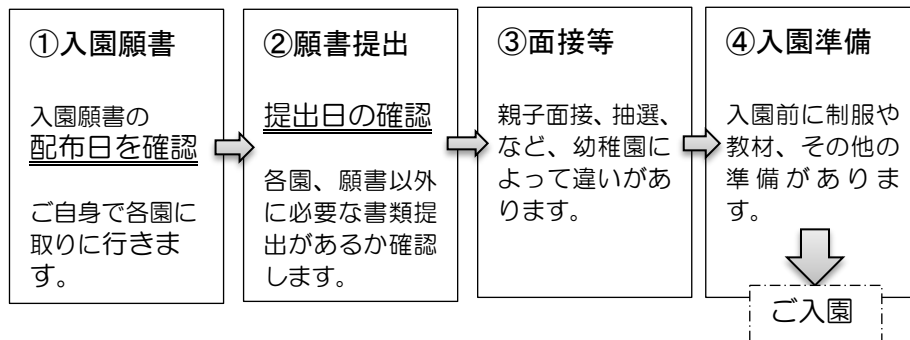 ①入園願書
入園願書の
配布日を確認
ご自身で各園に
取りに行きま
す。
②願書提出
提出日の確認
各園、願書以外
に必要な書類提
出があるか確認
します。
③面接等
親子面接、抽選、
など、幼稚園に
よって違いがあ
ります。
④入園準備
入園前に制服や
教材、その他の
準備がありま
す。
ご入園